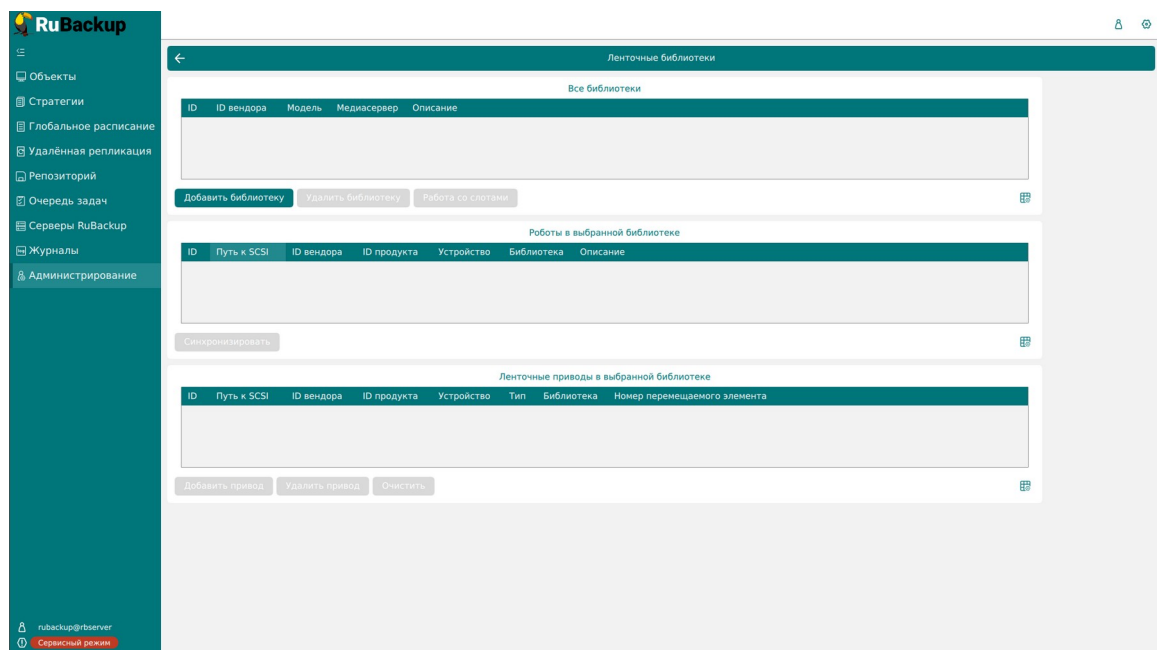 RuBackup
Ленточные библиотеки
Объекты
Стратегии
Глобальное расписание
Удалённая репликация
Репозиторий
Очередь задач
Серверы RuBackup
Журналы
Администрирование
Все библиотеки
ID ID вендора Модель Медиасервер Описание
Добавить библиотеку Удалить библиотеку Работа со слотами
Роботы в выбранной библиотеке
ID Путь к SCSI ID вендора ID продукта Устройство Библиотека Описание
Синхронизировать
Ленточные приводы в выбранной библиотеке
ID Путь к SCSI ID вендора ID продукта Устройство Тип Библиотека Номер перемещаемого элемента
Добавить привод Удалить привод Очистить
rubackup@rbserver
Сервисный режим